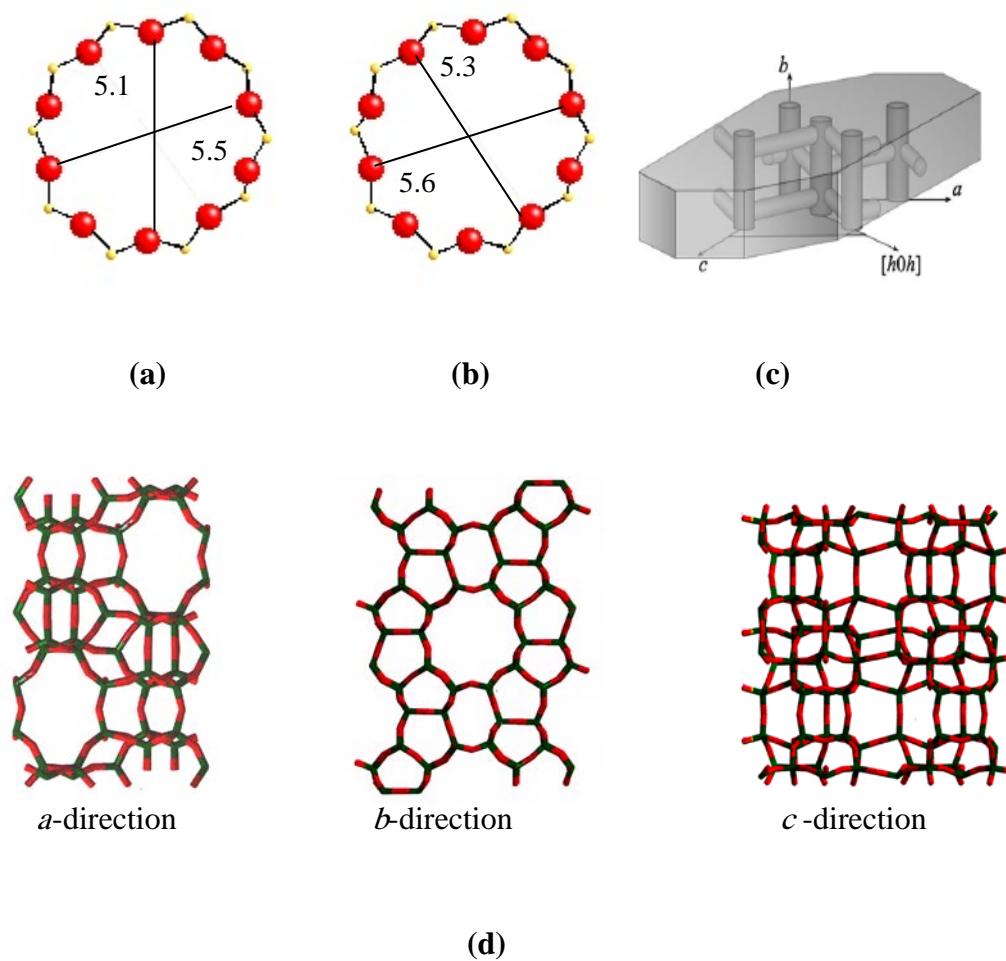 5.1
5.5
5.3
5.6
b
a
c
[h0h]
(a)
(b)
(c)
a-direction
b-direction
c -direction
(d)